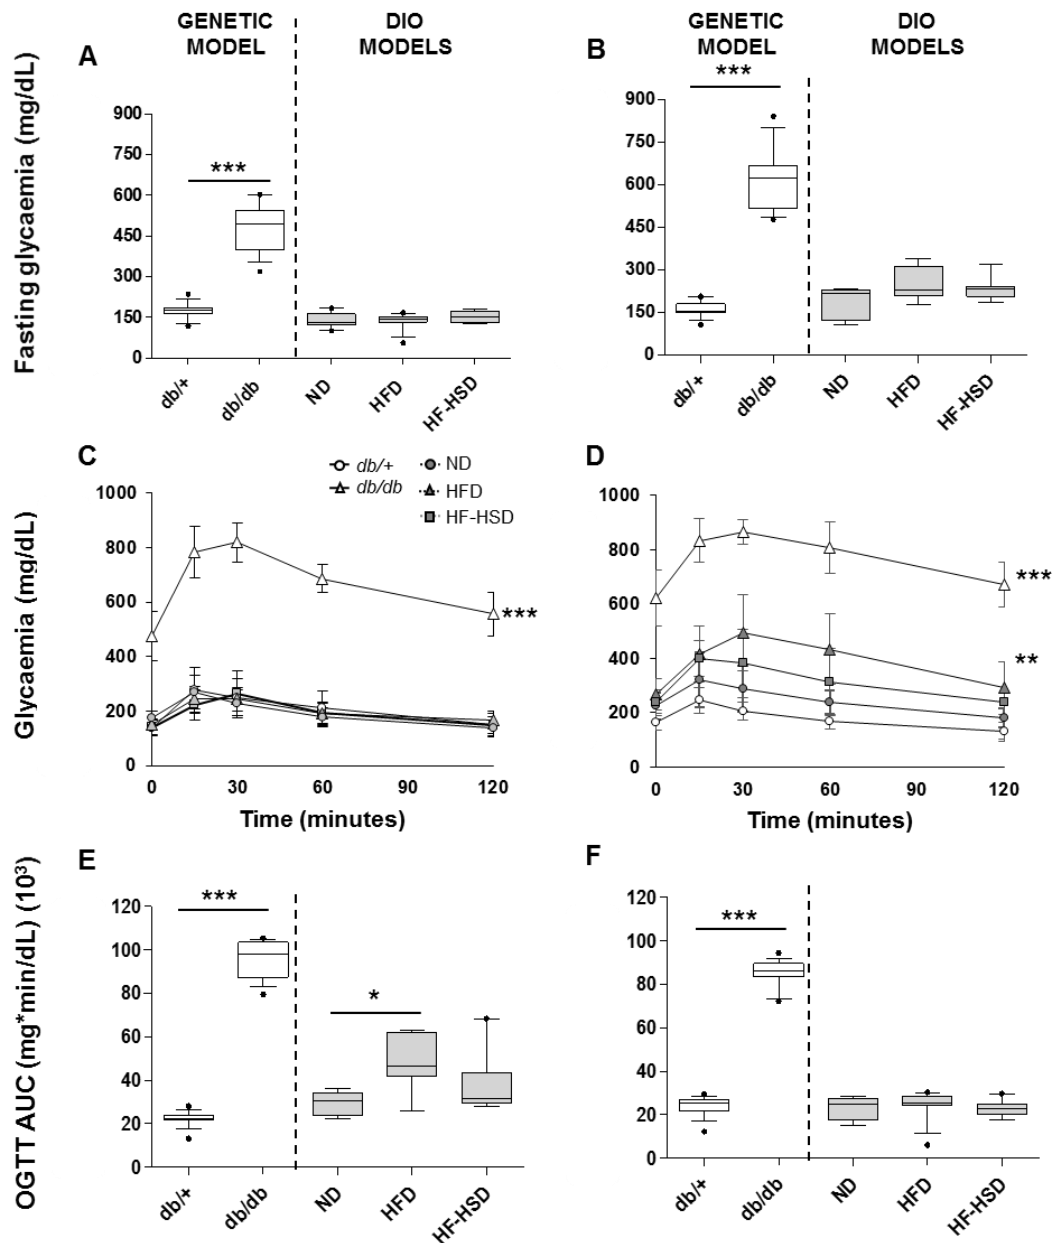 GENETIC
MODEL
DIO
MODELS
A
Fasting glycaemia (mg/dL)
900
750
600
450
300
150
0
***
db/+
db/db
ND
HFD
HF-HSD
GENETIC
MODEL
DIO
MODELS
B
900
750
600
450
300
150
0
***
db/+
db/db
ND
HFD
HF-HSD
C
Glycaemia (mg/dL)
1000
800
600
400
200
0
db/+
db/db
ND
HFD
HF-HSD
***
0
30
60
90
120
Time (minutes)
D
1000
800
600
400
200
0
***
**
0
30
60
90
120
Time (minutes)
E
OGTT AUC (mg*min/dL) (10³)
120
100
80
60
40
20
0
***
*
db/+
db/db
ND
HFD
HF-HSD
F
120
100
80
60
40
20
0
***
db/+
db/db
ND
HFD
HF-HSD